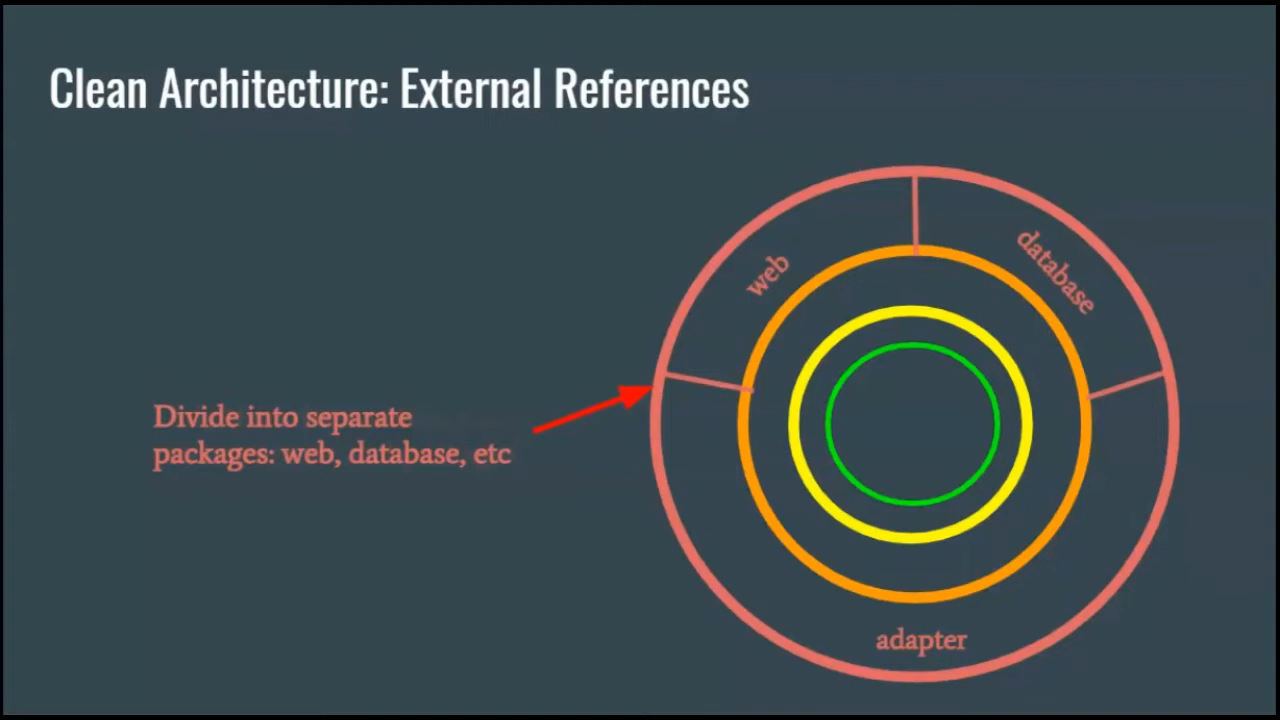 Clean Architecture: External References
web
database
Divide into separate
packages: web, database, etc
adapter